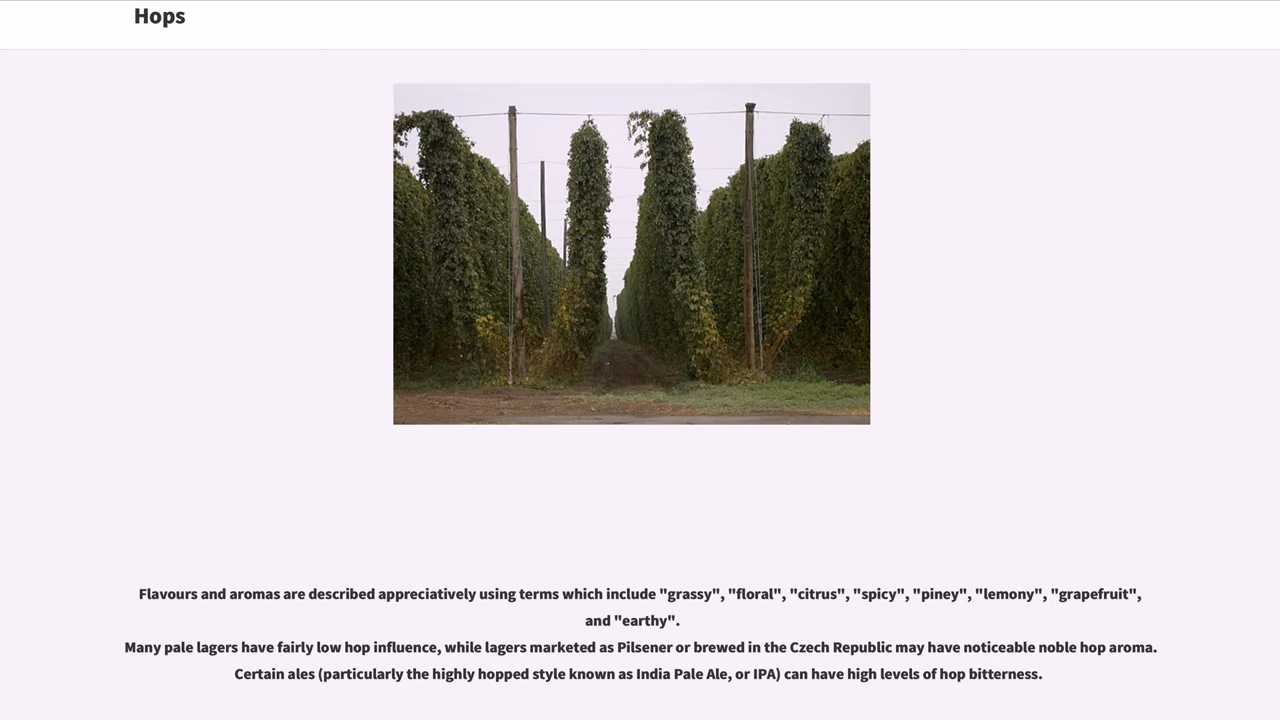 Hops
Flavours and aromas are described appreciatively using terms which include "grassy", "floral", "citrus", "spicy", "piney", "lemony", "grapefruit",
and "earthy".
Many pale lagers have fairly low hop influence, while lagers marketed as Pilsener or brewed in the Czech Republic may have noticeable noble hop aroma.
Certain ales (particularly the highly hopped style known as India Pale Ale, or IPA) can have high levels of hop bitterness.